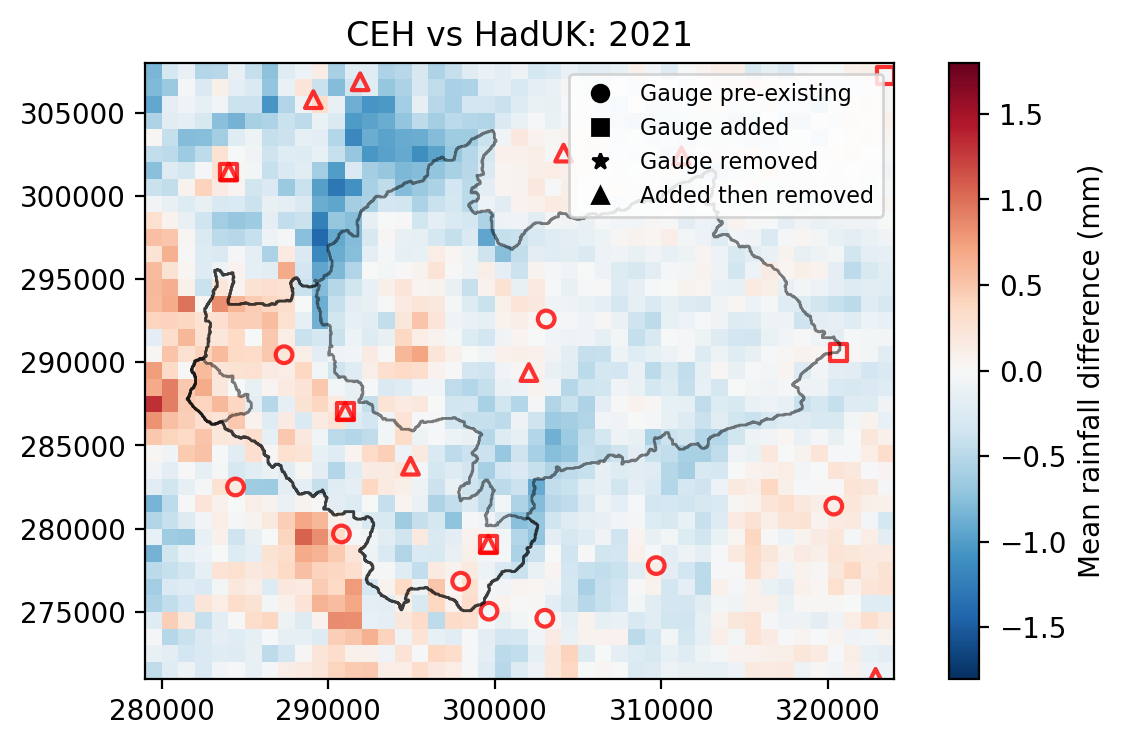 CEH vs HadUK: 2021
Gauge pre-existing
Gauge added
Gauge removed
Added then removed
305000
300000
295000
290000
285000
280000
275000
280000 290000 300000 310000 320000
1.5
1.0
0.5
0.0
−0.5
−1.0
−1.5
Mean rainfall difference (mm)